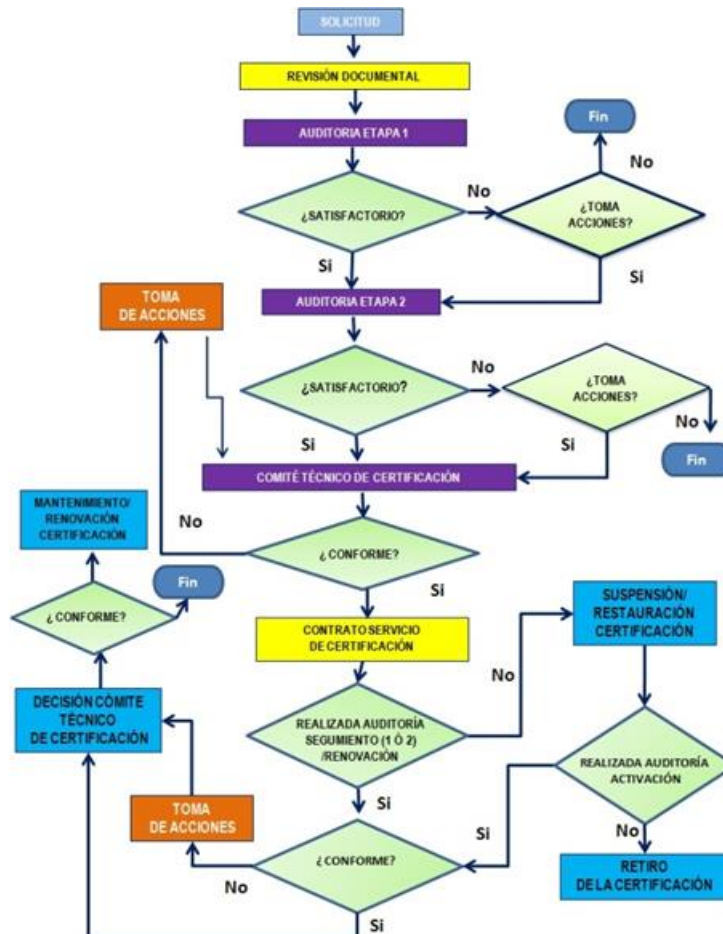 SOLICITUD
REVISIÓN DOCUMENTAL
Fin
AUDITORIA ETAPA 1
No
No
¿SATISFACTORIO?
¿TOMA
ACCIONES?
Si
Si
TOMA
DE ACCIONES
AUDITORIA ETAPA 2
No
¿SATISFACTORIO?
¿TOMA
ACCIONES?
No
Si
Si
Fin
COMITÉ TÉCNICO DE CERTIFICACIÓN
MANTENIMIENTO/
RENOVACIÓN
CERTIFICACIÓN
No
¿CONFORME?
Fin
Si
SUSPENSIÓN/
RESTAURACIÓN
CERTIFICACIÓN
¿CONFORME?
CONTRATO SERVICIO
DE CERTIFICACIÓN
No
DECISIÓN CÓMITE
TÉCNICO
DE CERTIFICACIÓN
REALIZADA AUDITORÍA
SEGUMIENTO (1 Ò 2)
/RENOVACIÓN
REALIZADA AUDITORÍA
ACTIVACIÓN
Si
TOMA
DE ACCIONES
Si
No
¿CONFORME?
RETIRO
DE LA CERTIFICACIÓN
No
Si